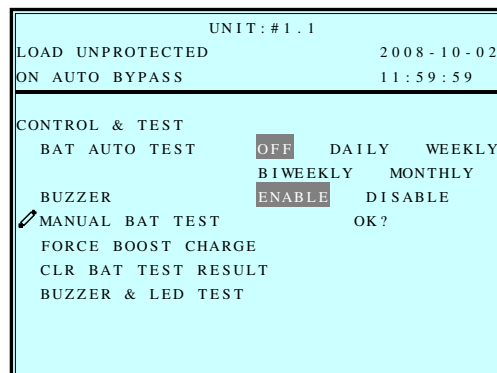 UNIT:#1.1
LOAD UNPROTECTED 2008-10-02
ON AUTO BYPASS 11:59:59
CONTROL & TEST
BAT AUTO TEST OFF DAILY WEEKLY
BIWEEKLY MONTHLY
BUZZER ENABLE DISABLE
MANUAL BAT TEST OK?
FORCE BOOST CHARGE
CLR BAT TEST RESULT
BUZZER & LED TEST